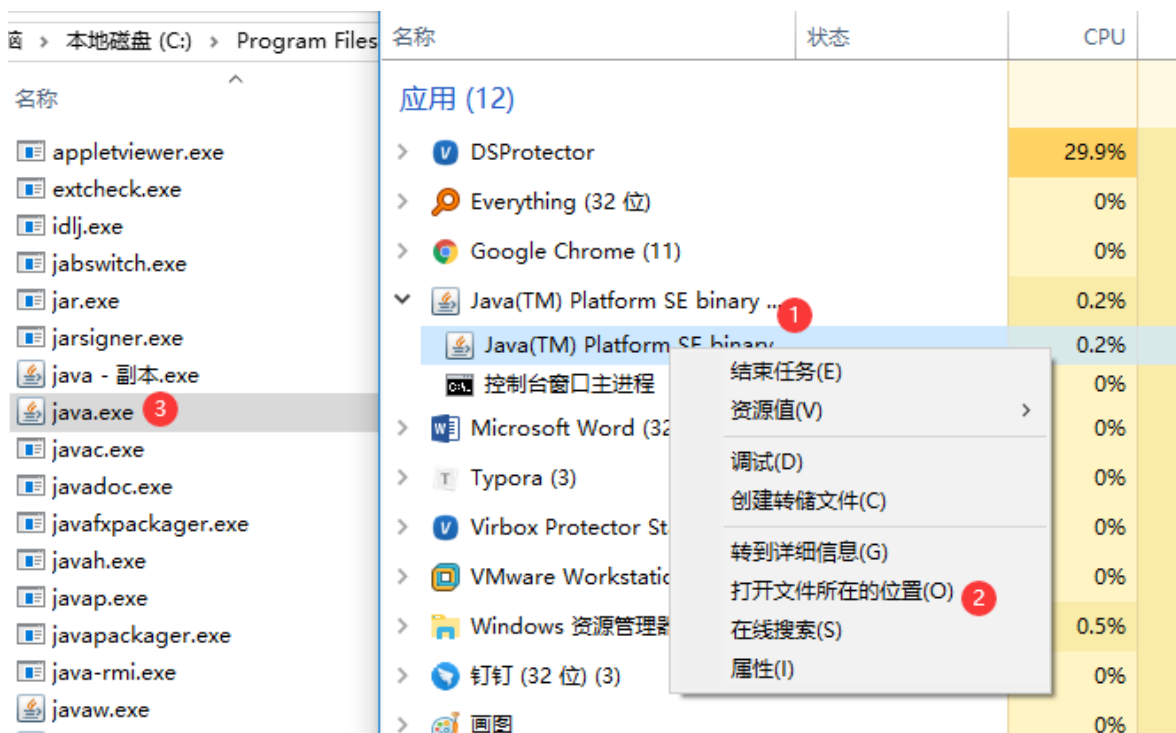 本地磁盘 (C:) › Program Files
名称
appletviewer.exe
extcheck.exe
idlj.exe
jabswitch.exe
jar.exe
jarsigner.exe
java - 副本.exe
java.exe 3
javac.exe
javadoc.exe
javafxpackager.exe
javah.exe
javap.exe
javapackager.exe
java-rmi.exe
javaw.exe
名称 状态 CPU
应用 (12)
DSProtector 29.9%
Everything (32 位) 0%
Google Chrome (11) 0%
Java(TM) Platform SE binary ... 1 0.2%
Java(TM) Platform SE binary 0.2%
控制台窗口主进程 0%
Microsoft Word (32 0%
Typora (3) 0%
Virbox Protector St 0%
VMware Workstatio 0%
Windows 资源管理器 0.5%
钉钉 (32 位) (3) 0%
画图 0%
结束任务(E)
资源值(V)
调试(D)
创建转储文件(C)
转到详细信息(G)
打开文件所在的位置(O) 2
在线搜索(S)
属性(I)